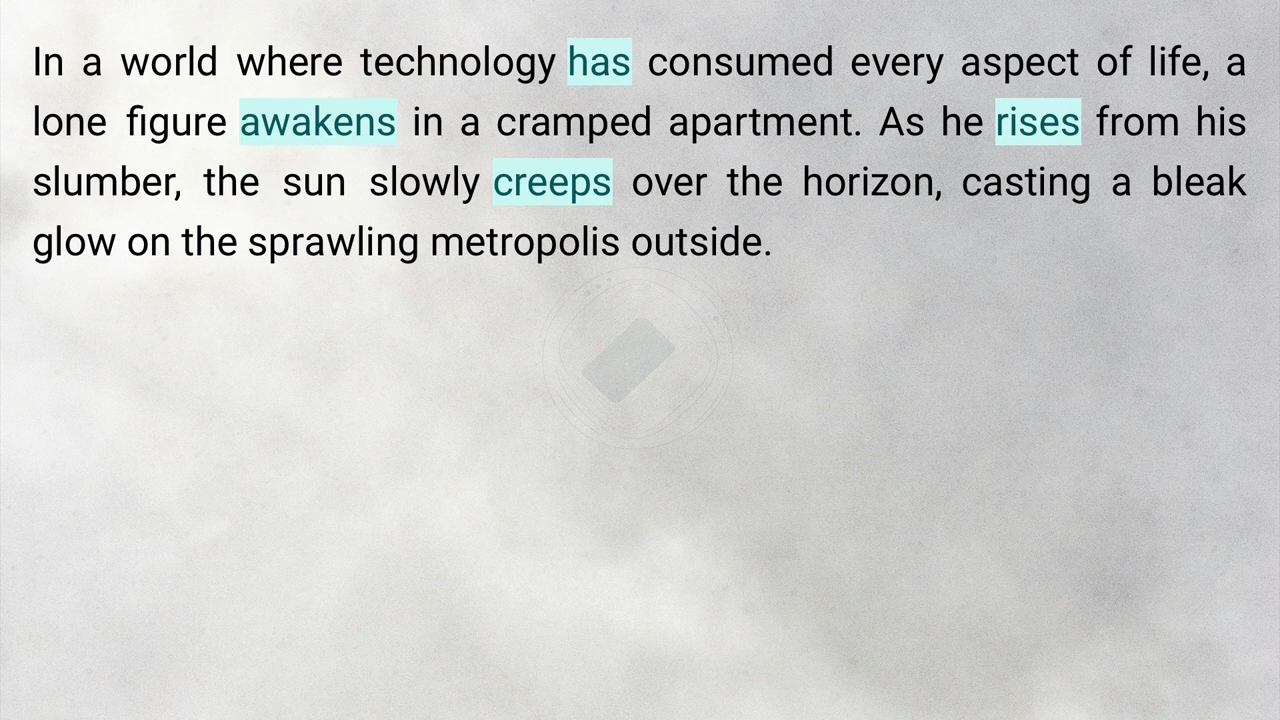 In a world where technology has consumed every aspect of life, a
lone figure awakens in a cramped apartment. As he rises from his
slumber, the sun slowly creeps over the horizon, casting a bleak
glow on the sprawling metropolis outside.